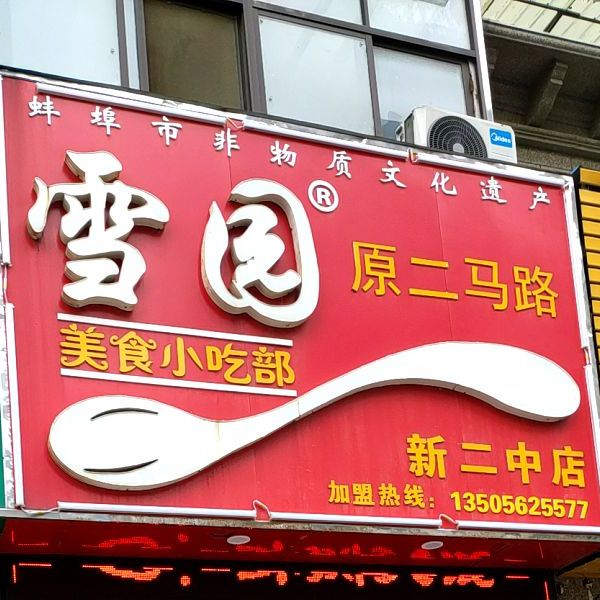 蚌埠市非物质文化遗产
雪园®
原二马路
美食小吃部
新二中店
加盟热线：13505625577
Midea